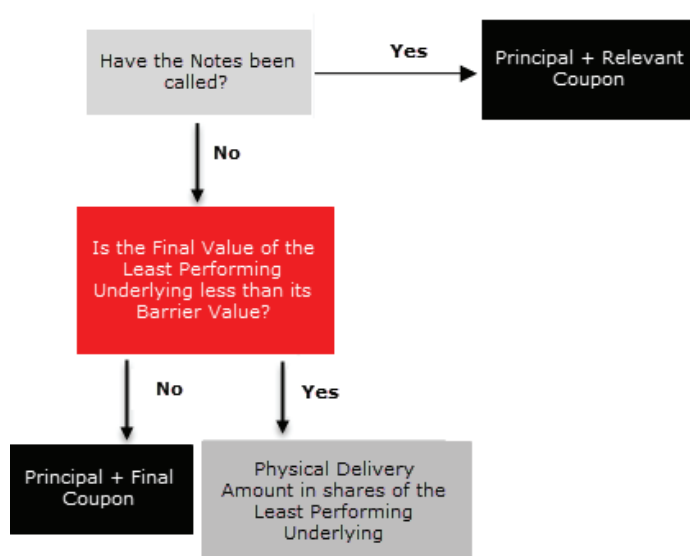 Have the Notes been
called?
Yes
Principal + Relevant
Coupon
No
Is the Final Value of the
Least Performing
Underlying less than its
Barrier Value?
No
Yes
Principal + Final
Coupon
Physical Delivery
Amount in shares of the
Least Performing
Underlying